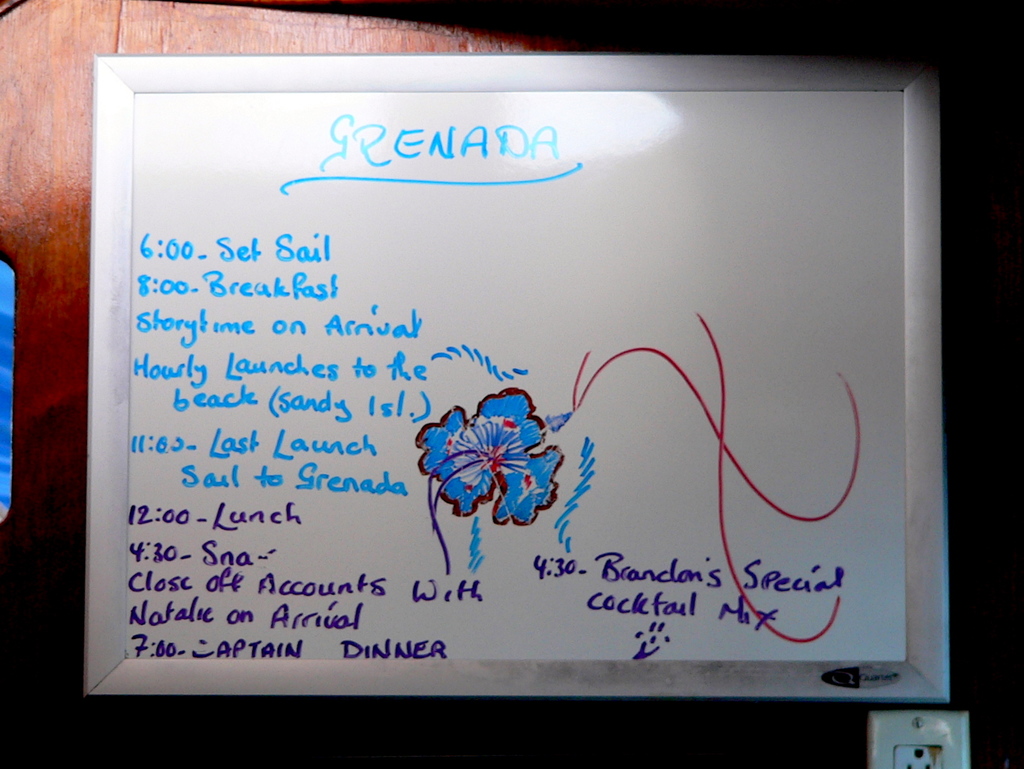 GRENADA
6:00- Set Sail
8:00- Breakfast
Storytime on Arrival
Hourly Launches to the
beach (Sandy Isl.)
11:00- Last Launch
Sail to Grenada
12:00- Lunch
4:30- Sna
Close off Accounts With
Natalie on Arrival
7:00- CAPTAIN DINNER
4:30- Brandon's Special
Cocktail Mix
Quartet